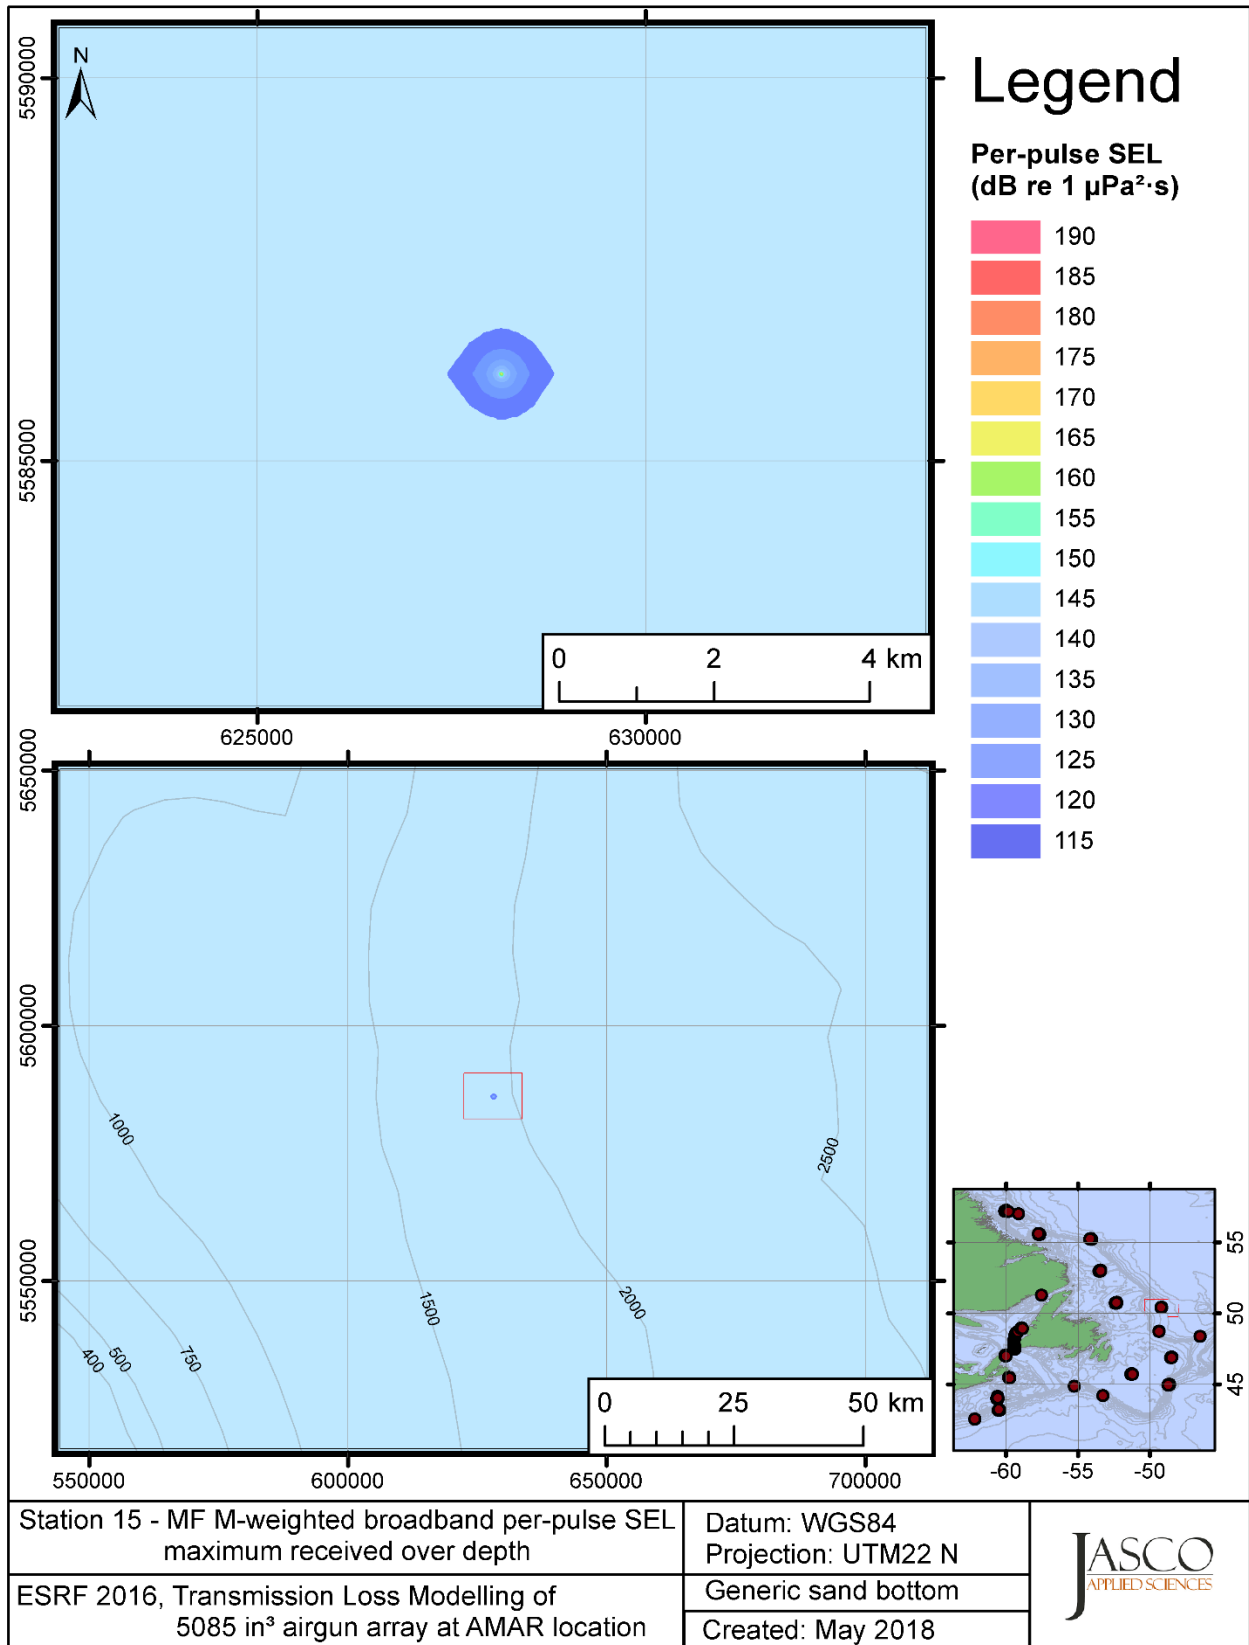 N
5590000
5585000
0 2 4 km
625000 630000
Legend
Per-pulse SEL
(dB re 1 µPa²·s)
190
185
180
175
170
165
160
155
150
145
140
135
130
125
120
115
5650000
5600000
5550000
1000
2500
1500
2000
750
500
400
0 25 50 km
550000 600000 650000 700000
55
50
45
-60 -55 -50
Station 15 - MF M-weighted broadband per-pulse SEL
maximum received over depth
ESRF 2016, Transmission Loss Modelling of
5085 in³ airgun array at AMAR location
Datum: WGS84
Projection: UTM22 N
Generic sand bottom
Created: May 2018
JASCO
APPLIED SCIENCES